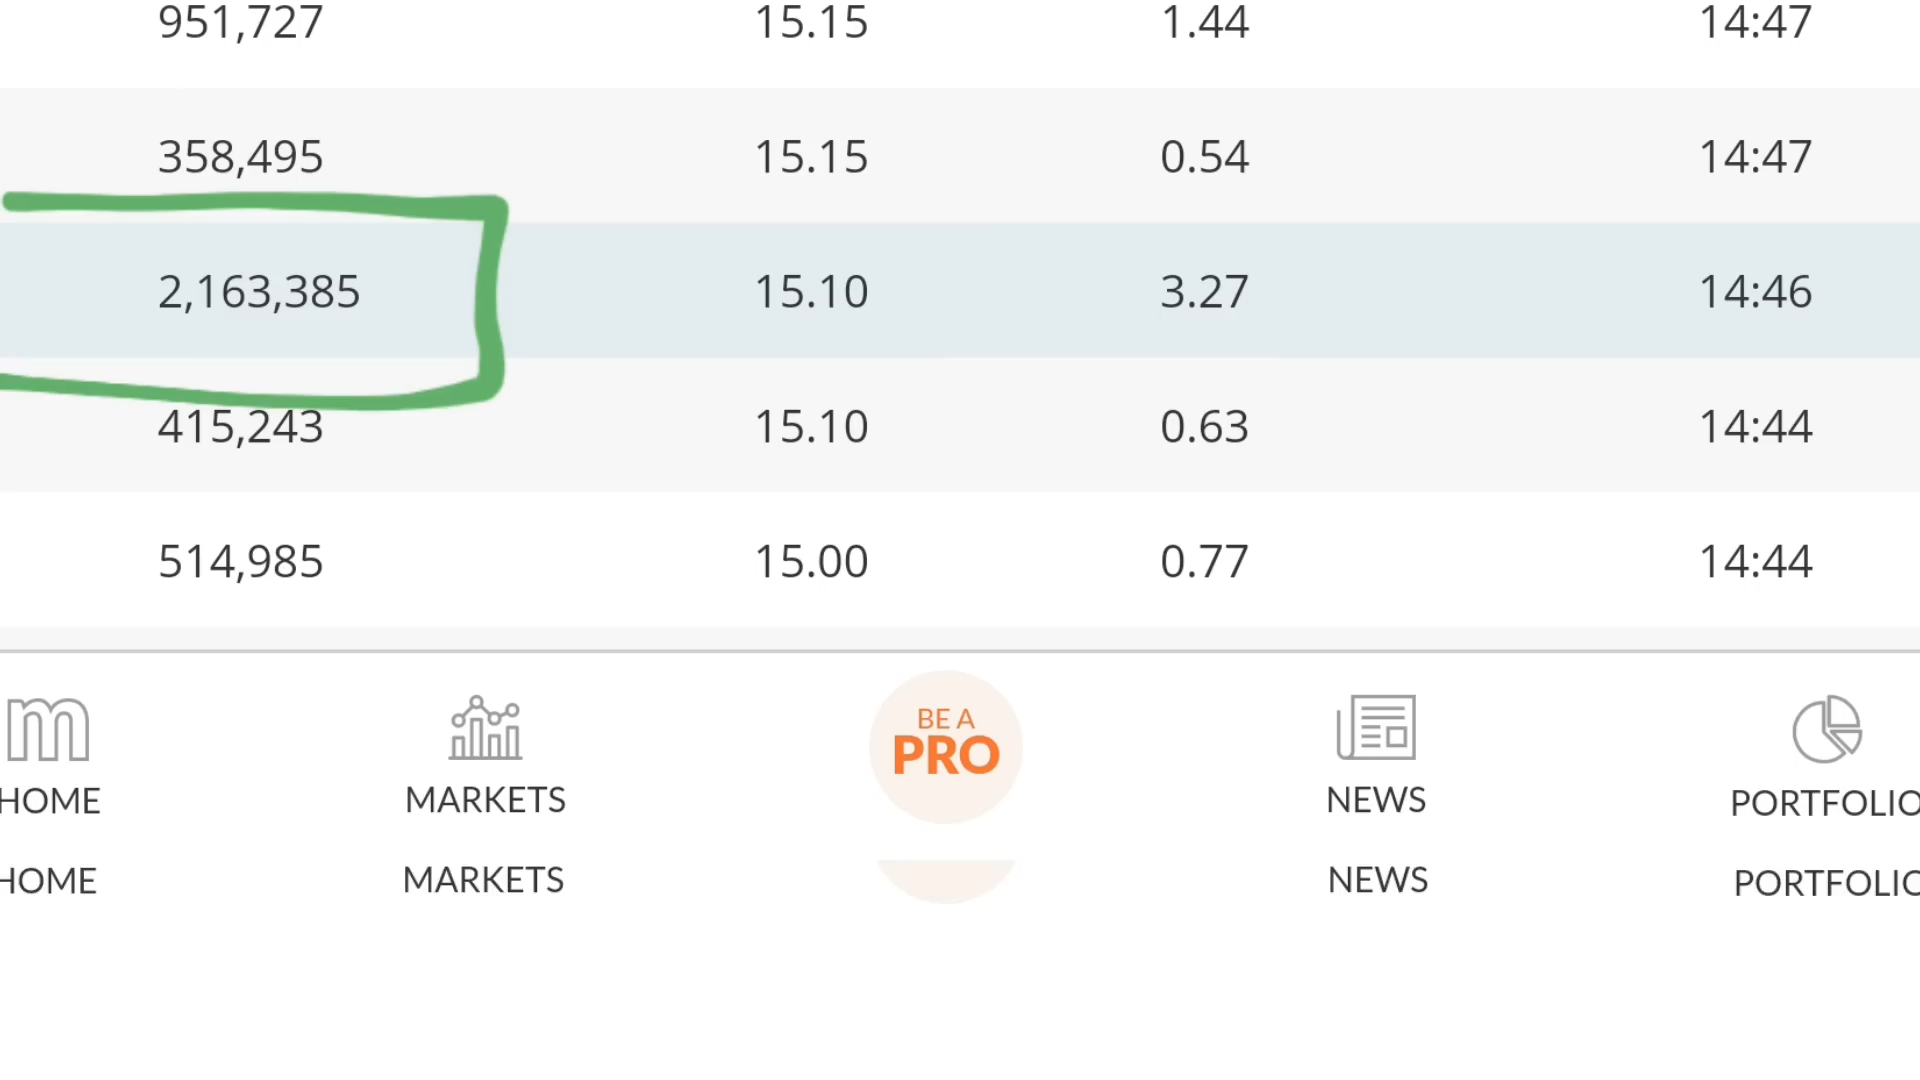 951,727 15.15 1.44 14:47
358,495 15.15 0.54 14:47
2,163,385 15.10 3.27 14:46
415,243 15.10 0.63 14:44
514,985 15.00 0.77 14:44
m
BE A
PRO
HOME MARKETS NEWS PORTFOLIO
HOME MARKETS NEWS PORTFOLIO